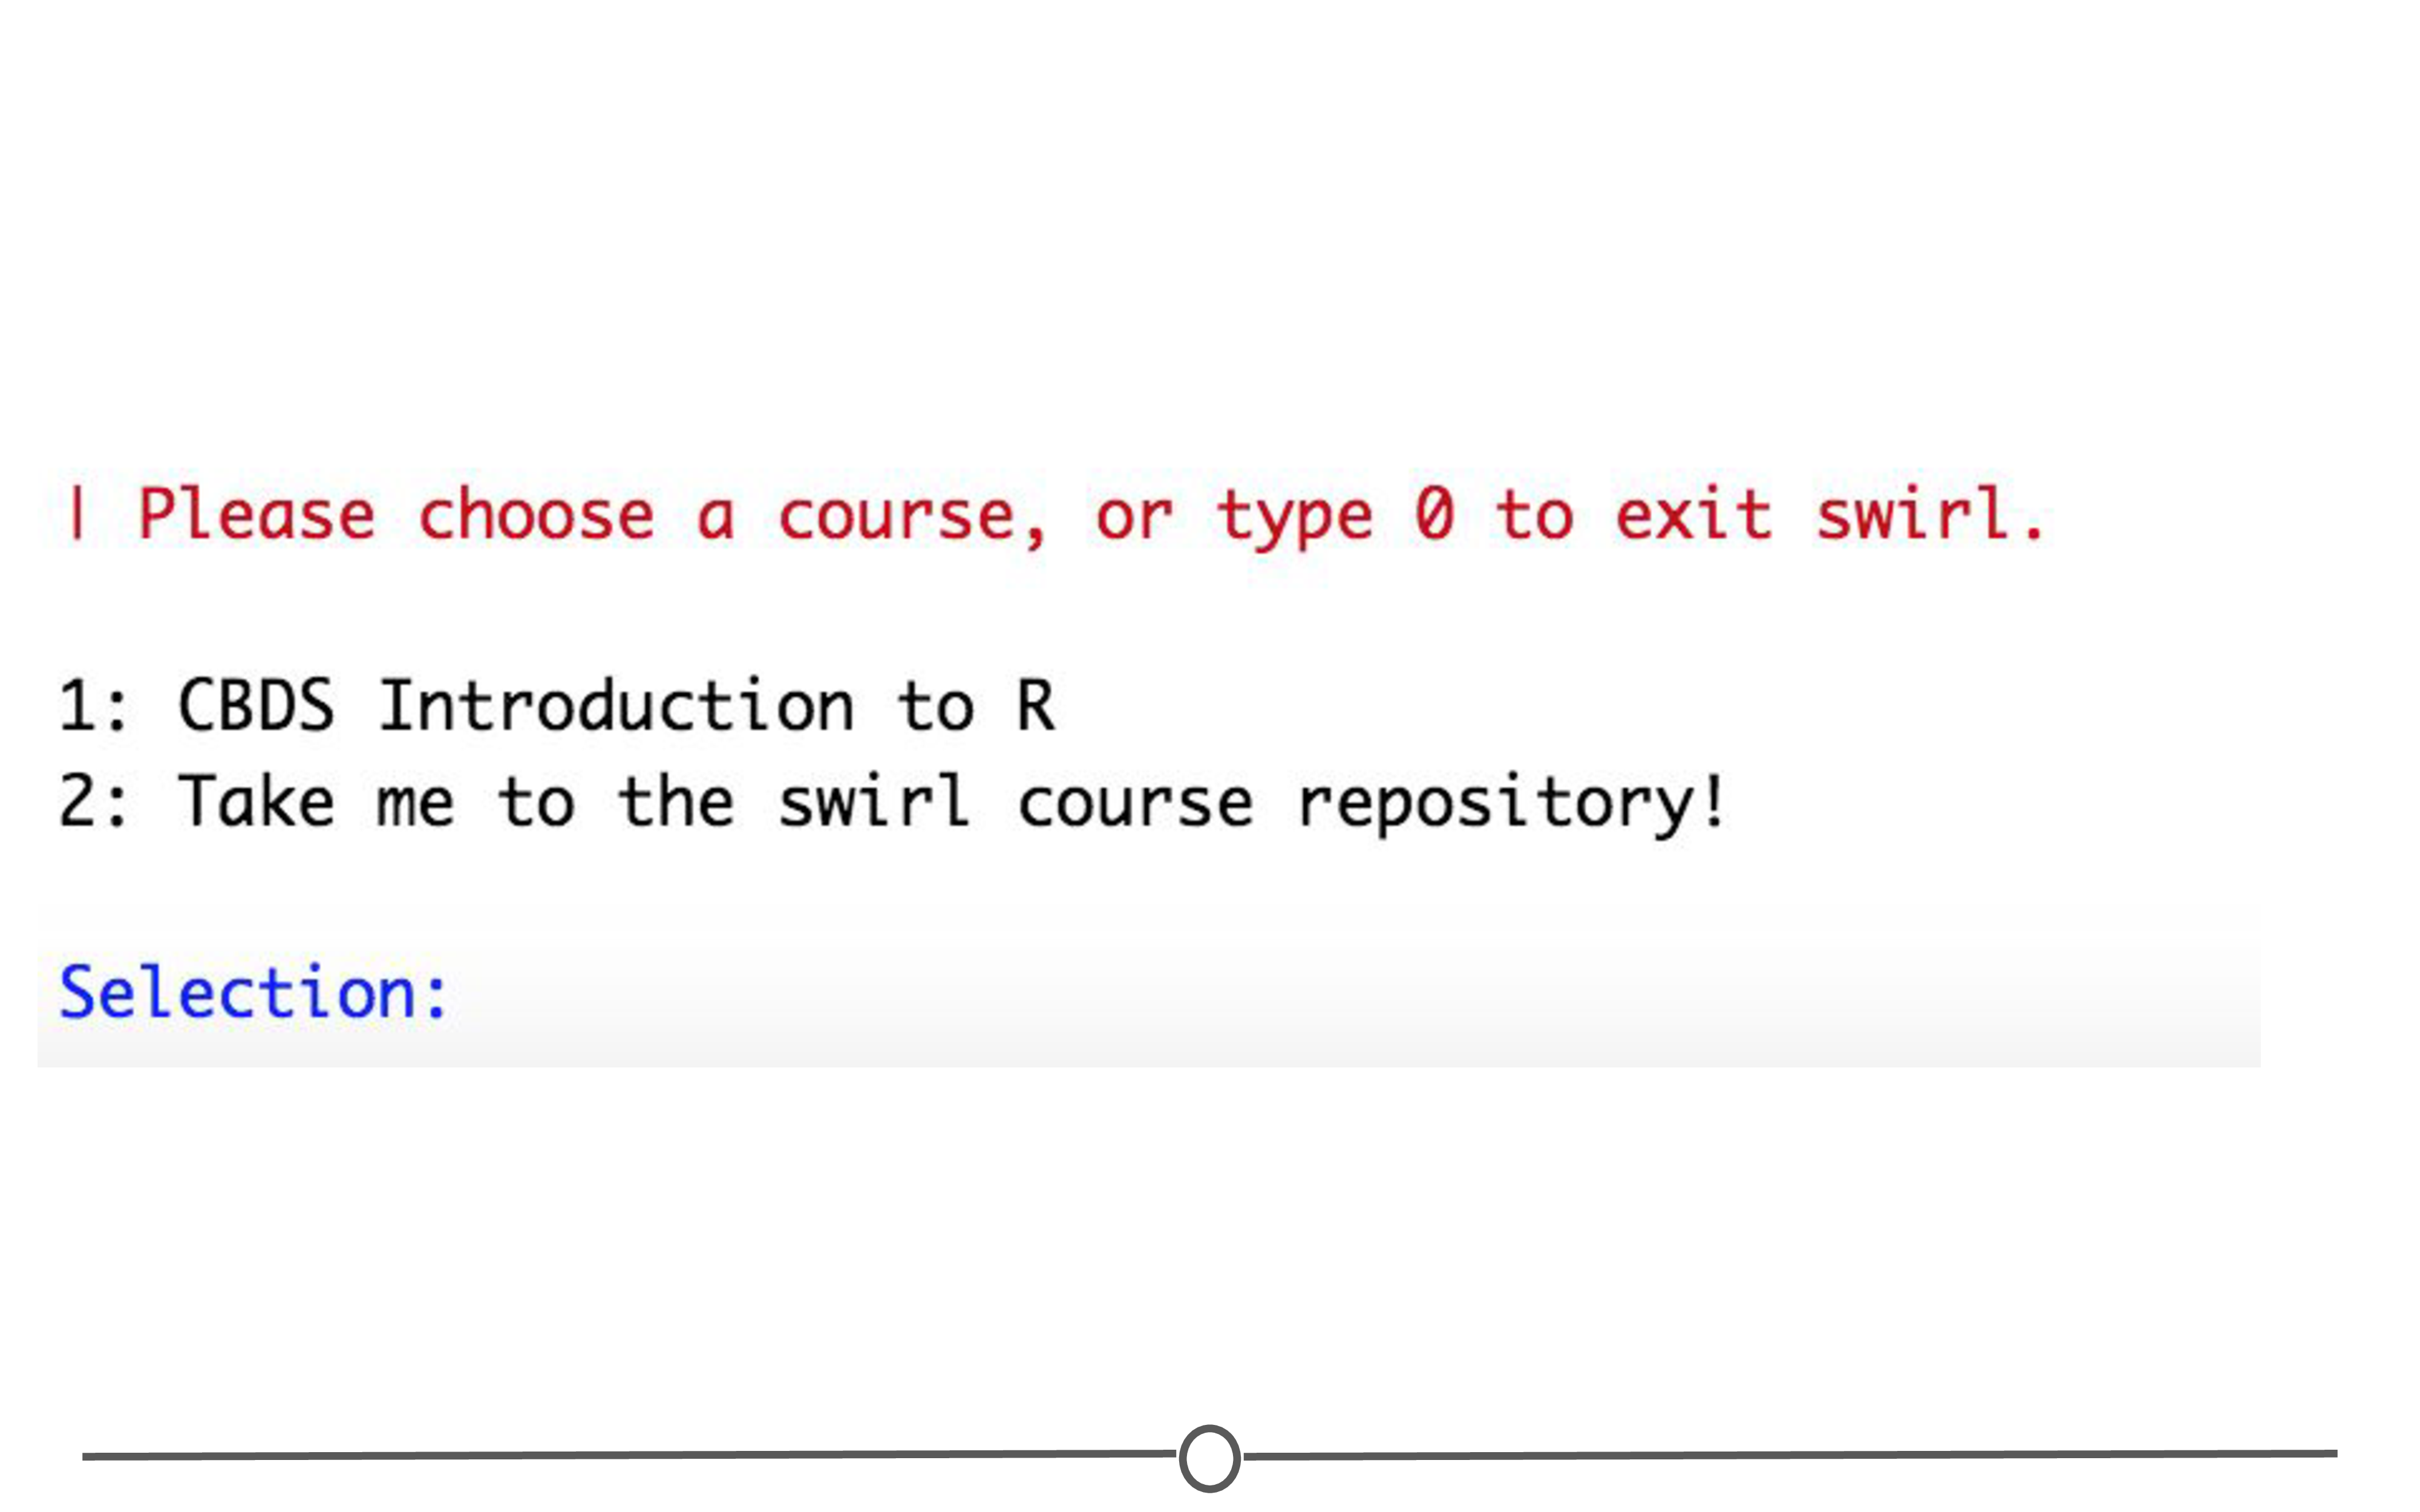 | Please choose a course, or type 0 to exit swirl.
1: CBDS Introduction to R
2: Take me to the swirl course repository!
Selection: